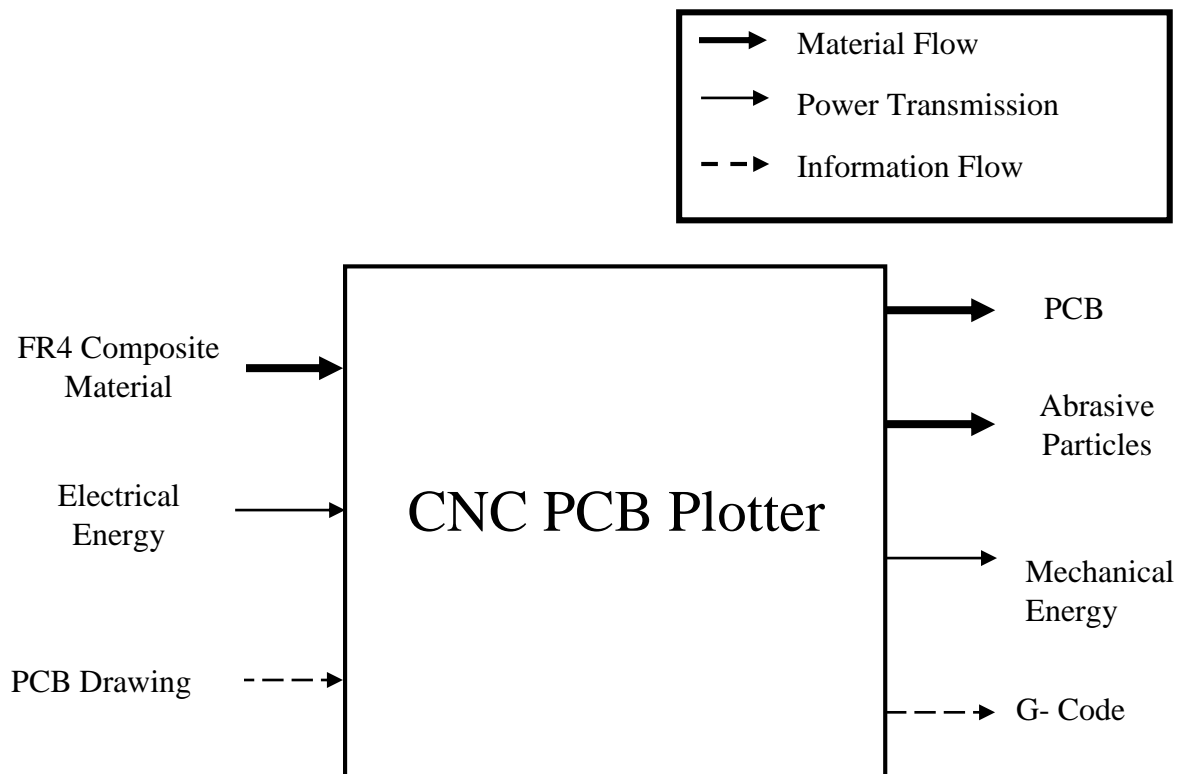 Material Flow
Power Transmission
Information Flow
FR4 Composite
Material
Electrical
Energy
PCB Drawing
CNC PCB Plotter
PCB
Abrasive
Particles
Mechanical
Energy
G- Code